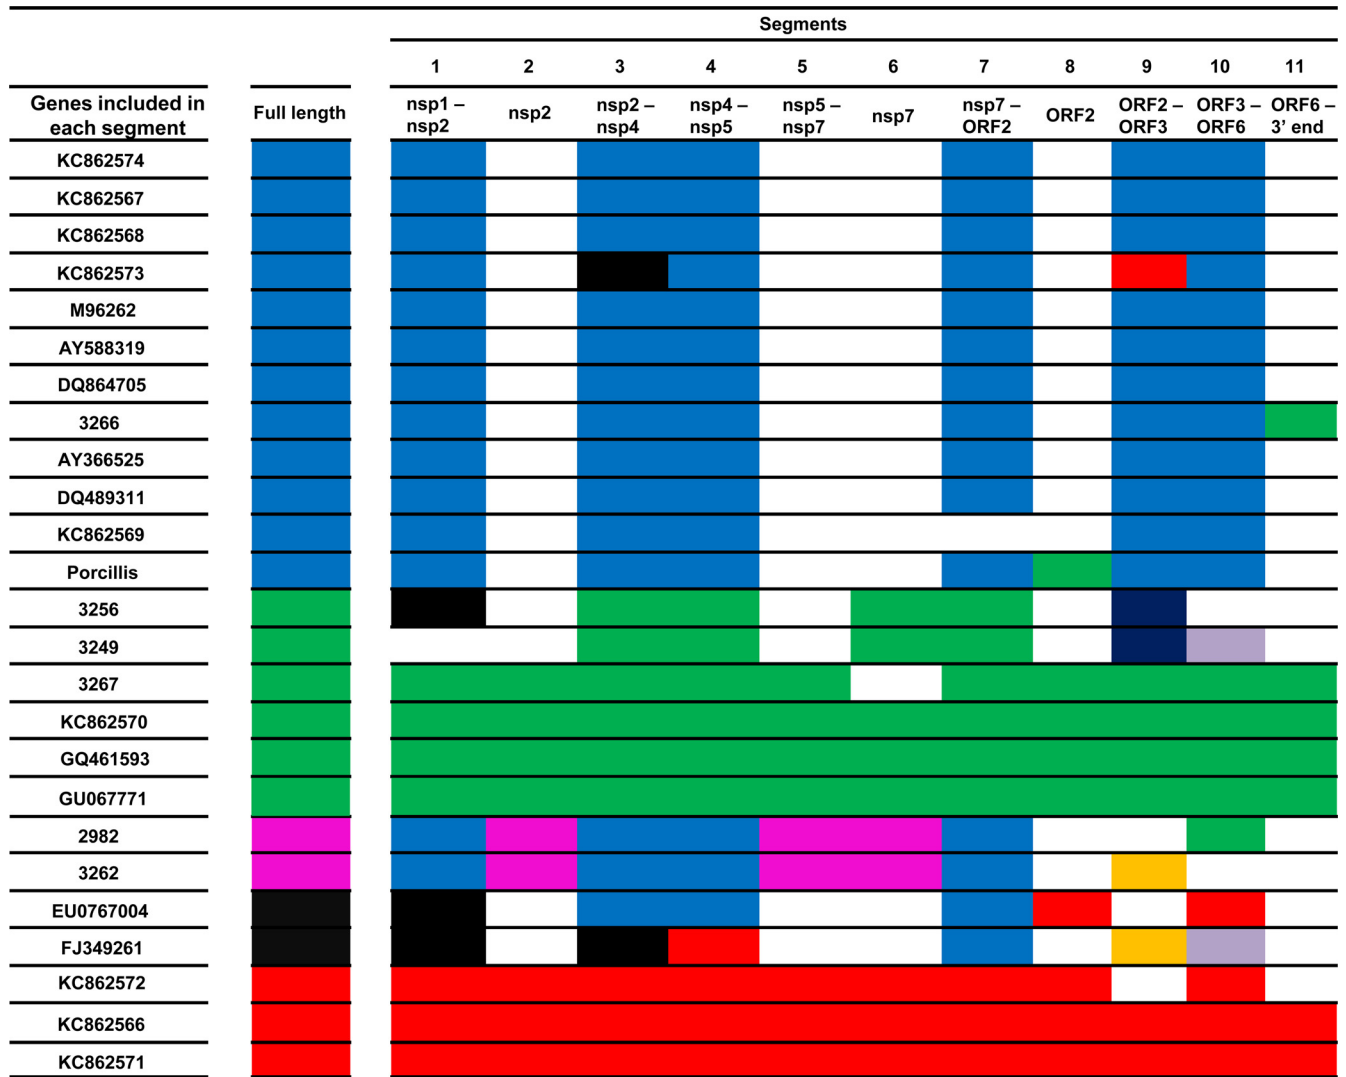 Segments
1 2 3 4 5 6 7 8 9 10 11
Genes included in
each segment
Full length
nsp1 –
nsp2
nsp2
nsp2 –
nsp4
nsp4 –
nsp5
nsp5 –
nsp7
nsp7
nsp7 –
ORF2
ORF2
ORF2 –
ORF3
ORF3 –
ORF6
ORF6 –
3’ end
KC862574
KC862567
KC862568
KC862573
M96262
AY588319
DQ864705
3266
AY366525
DQ489311
KC862569
Porcillis
3256
3249
3267
KC862570
GQ461593
GU067771
2982
3262
EU0767004
FJ349261
KC862572
KC862566
KC862571